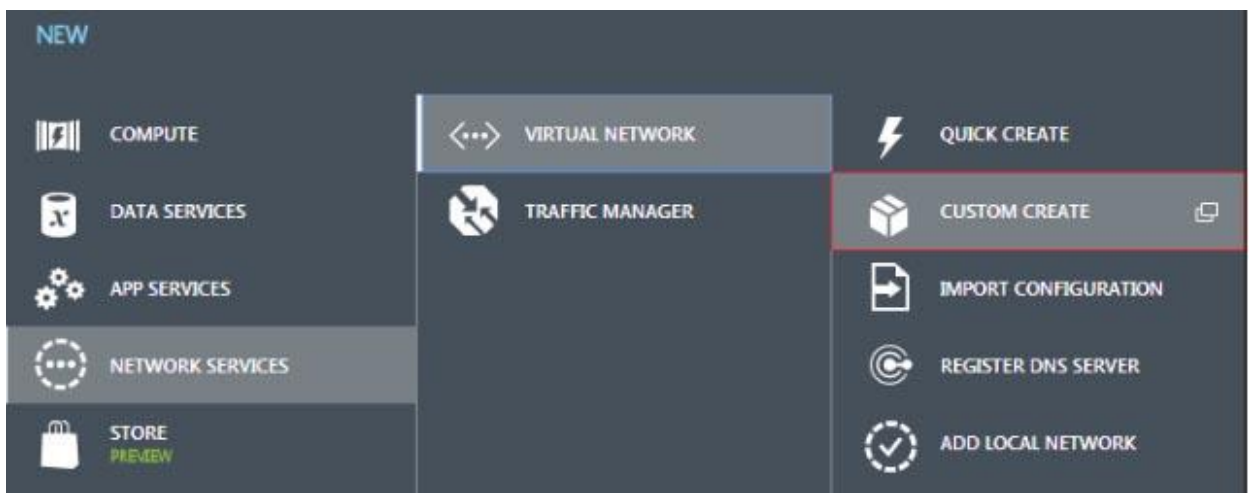 NEW
COMPUTE
DATA SERVICES
x
APP SERVICES
NETWORK SERVICES
STORE
PREVIEW
VIRTUAL NETWORK
TRAFFIC MANAGER
QUICK CREATE
CUSTOM CREATE
IMPORT CONFIGURATION
REGISTER DNS SERVER
ADD LOCAL NETWORK